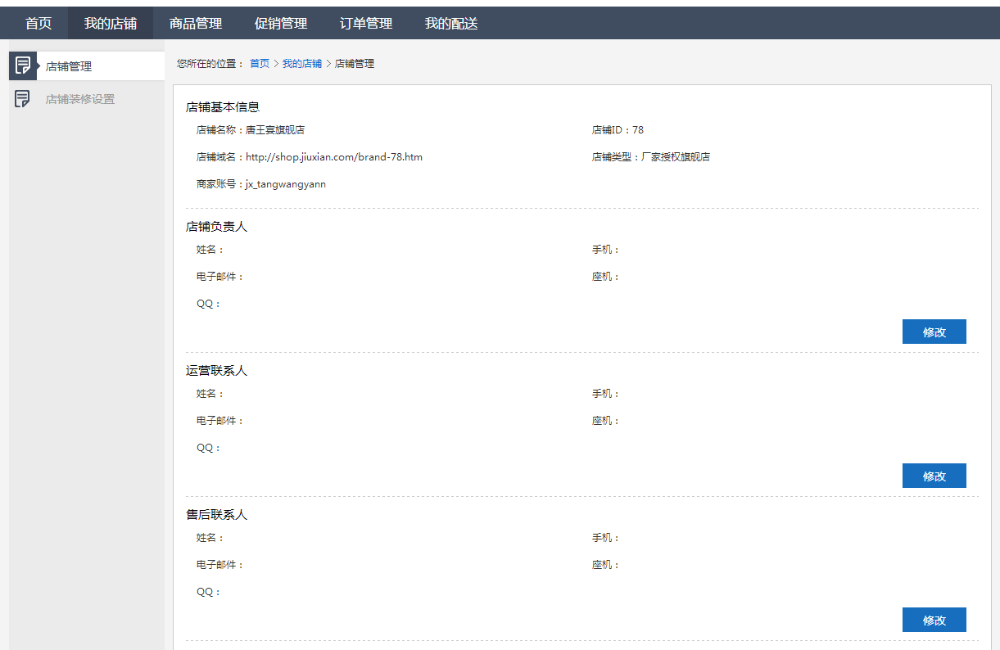 首页 我的店铺 商品管理 促销管理 订单管理 我的配送
店铺管理
店铺装修设置
您所在的位置： 首页 > 我的店铺 > 店铺管理
店铺基本信息
店铺名称：唐王宴旗舰店 店铺ID：78
店铺域名：http://shop.jiuxian.com/brand-78.htm 店铺类型：厂家授权旗舰店
商家账号：jx_tangwangyann
店铺负责人
姓名： 手机：
电子邮件： 座机：
QQ：
修改
运营联系人
姓名： 手机：
电子邮件： 座机：
QQ：
修改
售后联系人
姓名： 手机：
电子邮件： 座机：
QQ：
修改